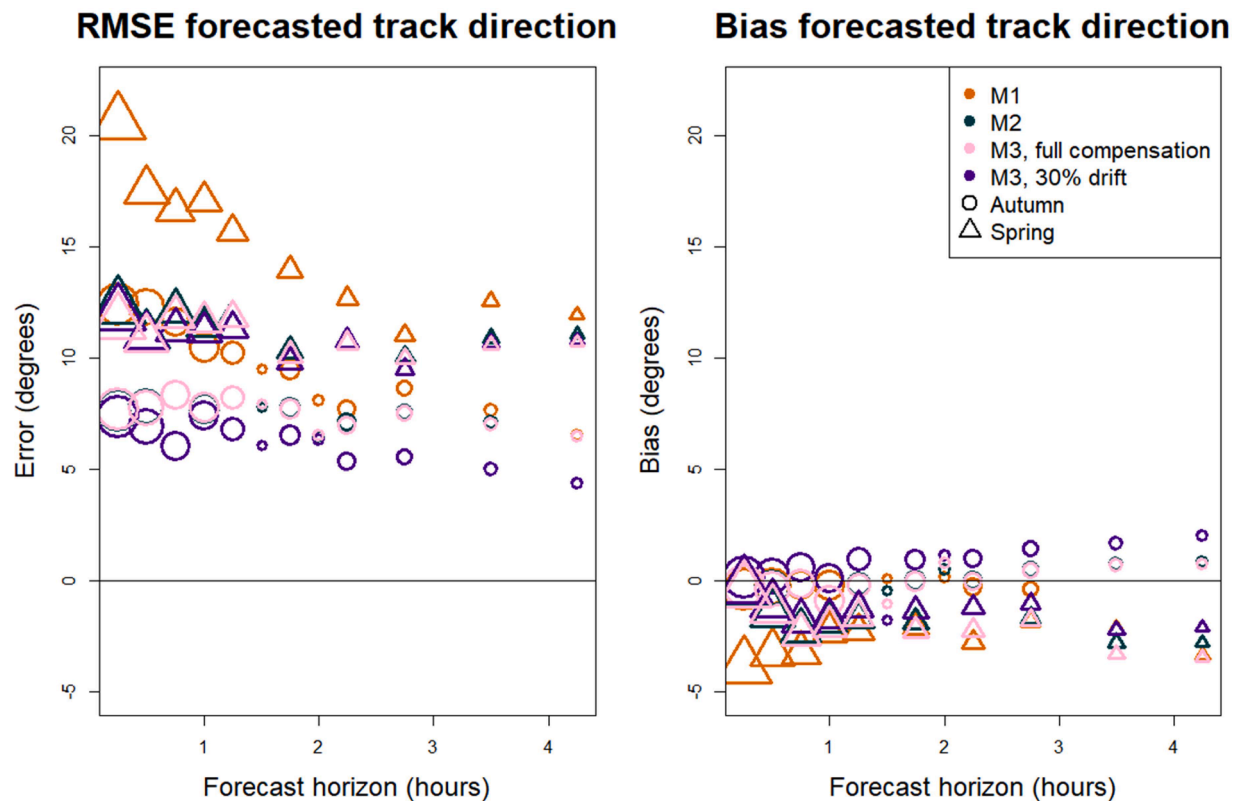 RMSE forecasted track direction
Error (degrees)
20
15
10
5
0
-5
1
2
3
4
Forecast horizon (hours)
Bias forecasted track direction
Bias (degrees)
20
15
10
5
0
-5
M1
M2
M3, full compensation
M3, 30% drift
Autumn
Spring
1
2
3
4
Forecast horizon (hours)